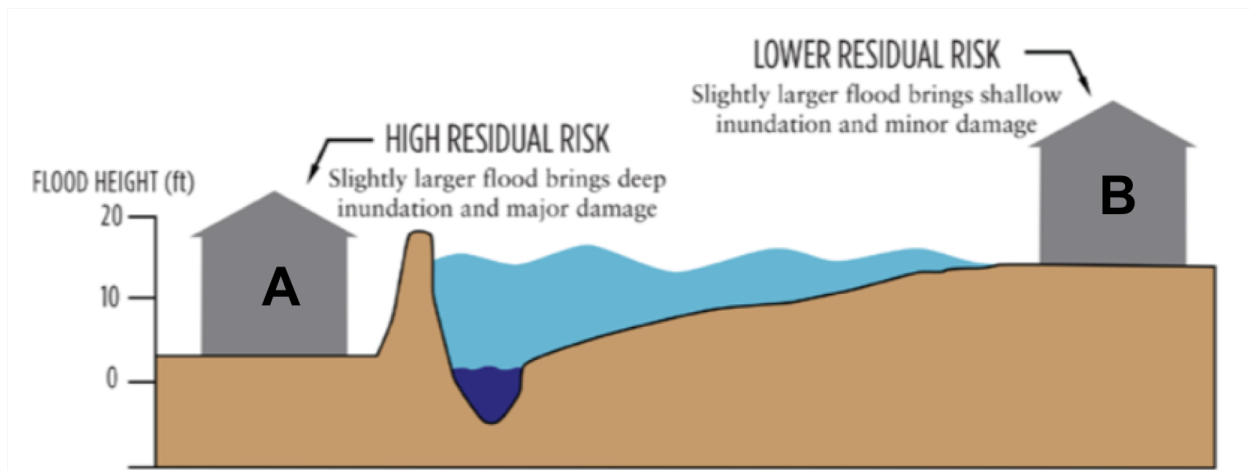 LOWER RESIDUAL RISK
Slightly larger flood brings shallow
inundation and minor damage
HIGH RESIDUAL RISK
Slightly larger flood brings deep
inundation and major damage
FLOOD HEIGHT (ft)
20
10
0
A
B